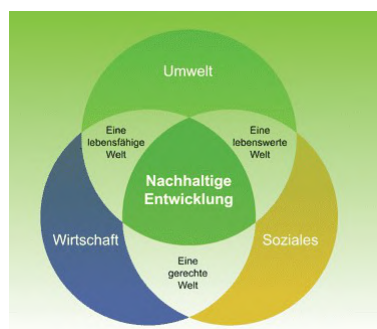 Umwelt
Eine
lebensfähige
Welt
Eine
lebenswerte
Welt
Nachhaltige
Entwicklung
Wirtschaft
Soziales
Eine
gerechte
Welt